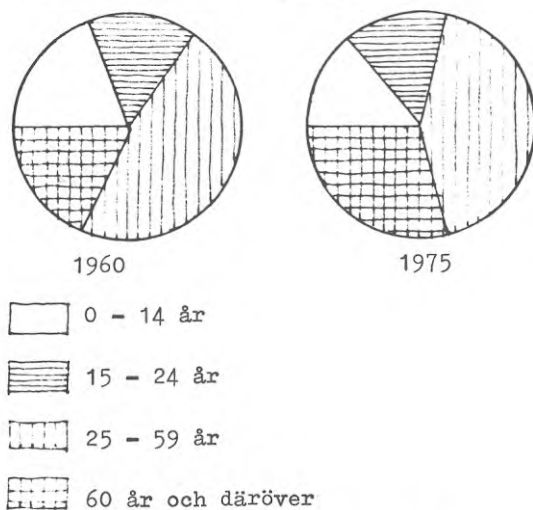 1960
1975
0 - 14 år
15 - 24 år
25 - 59 år
60 år och däröver